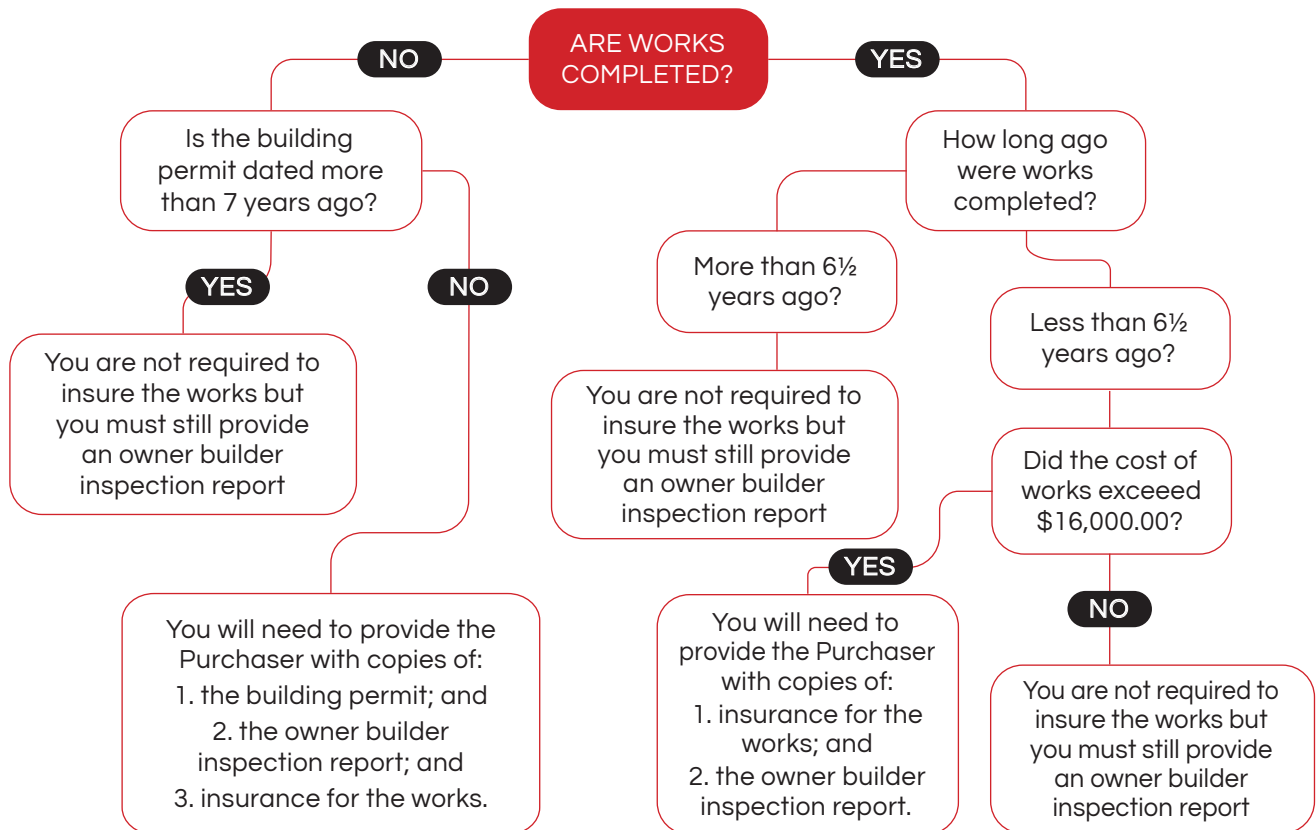 ARE WORKS
COMPLETED?
NO
YES
Is the building
permit dated more
than 7 years ago?
How long ago
were works
completed?
YES
NO
More than 6½
years ago?
Less than 6½
years ago?
You are not required to
insure the works but
you must still provide
an owner builder
inspection report
You are not required to
insure the works but
you must still provide
an owner builder
inspection report
Did the cost of
works exceeed
$16,000.00?
YES
NO
You will need to provide the
Purchaser with copies of:
1. the building permit; and
2. the owner builder
inspection report; and
3. insurance for the works.
You will need to
provide the Purchaser
with copies of:
1. insurance for the
works; and
2. the owner builder
inspection report.
You are not required to
insure the works but
you must still provide
an owner builder
inspection report